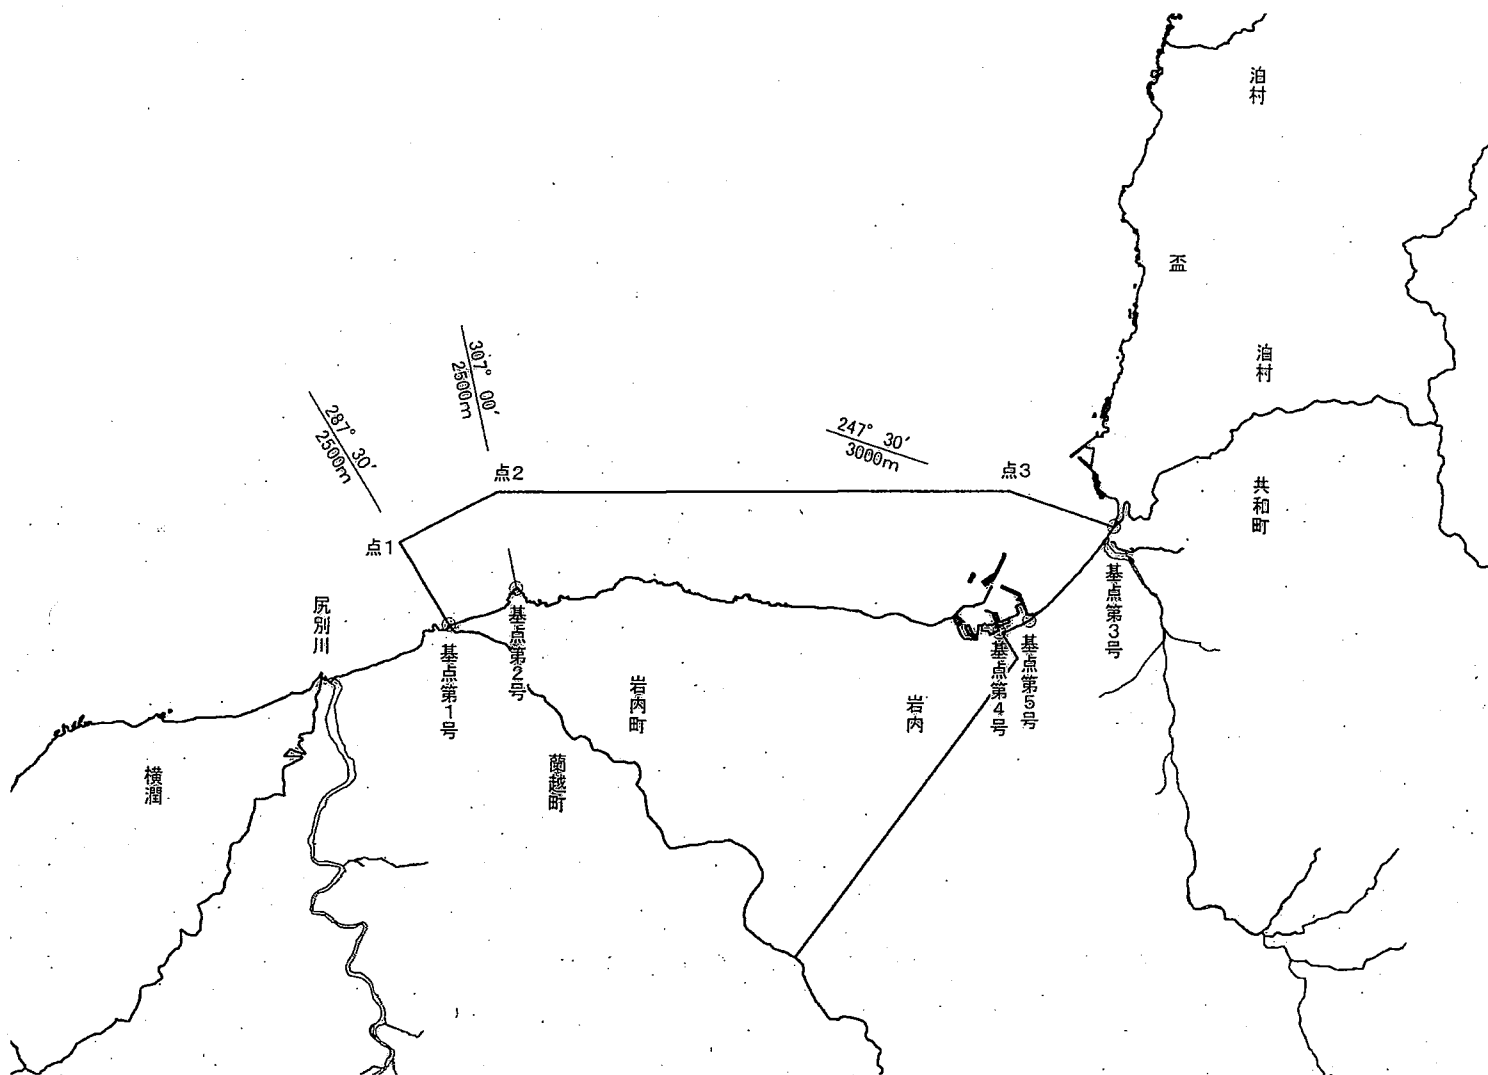 泊村
盃
泊村
307° 00′
2500m
287° 30′
2500m
247° 30′
3000m
点2
点3
点1
共和町
基点第3号
尻別川
基点第2号
基点第1号
基点第5号
基点第4号
岩内町
岩内
蘭越町
横澗